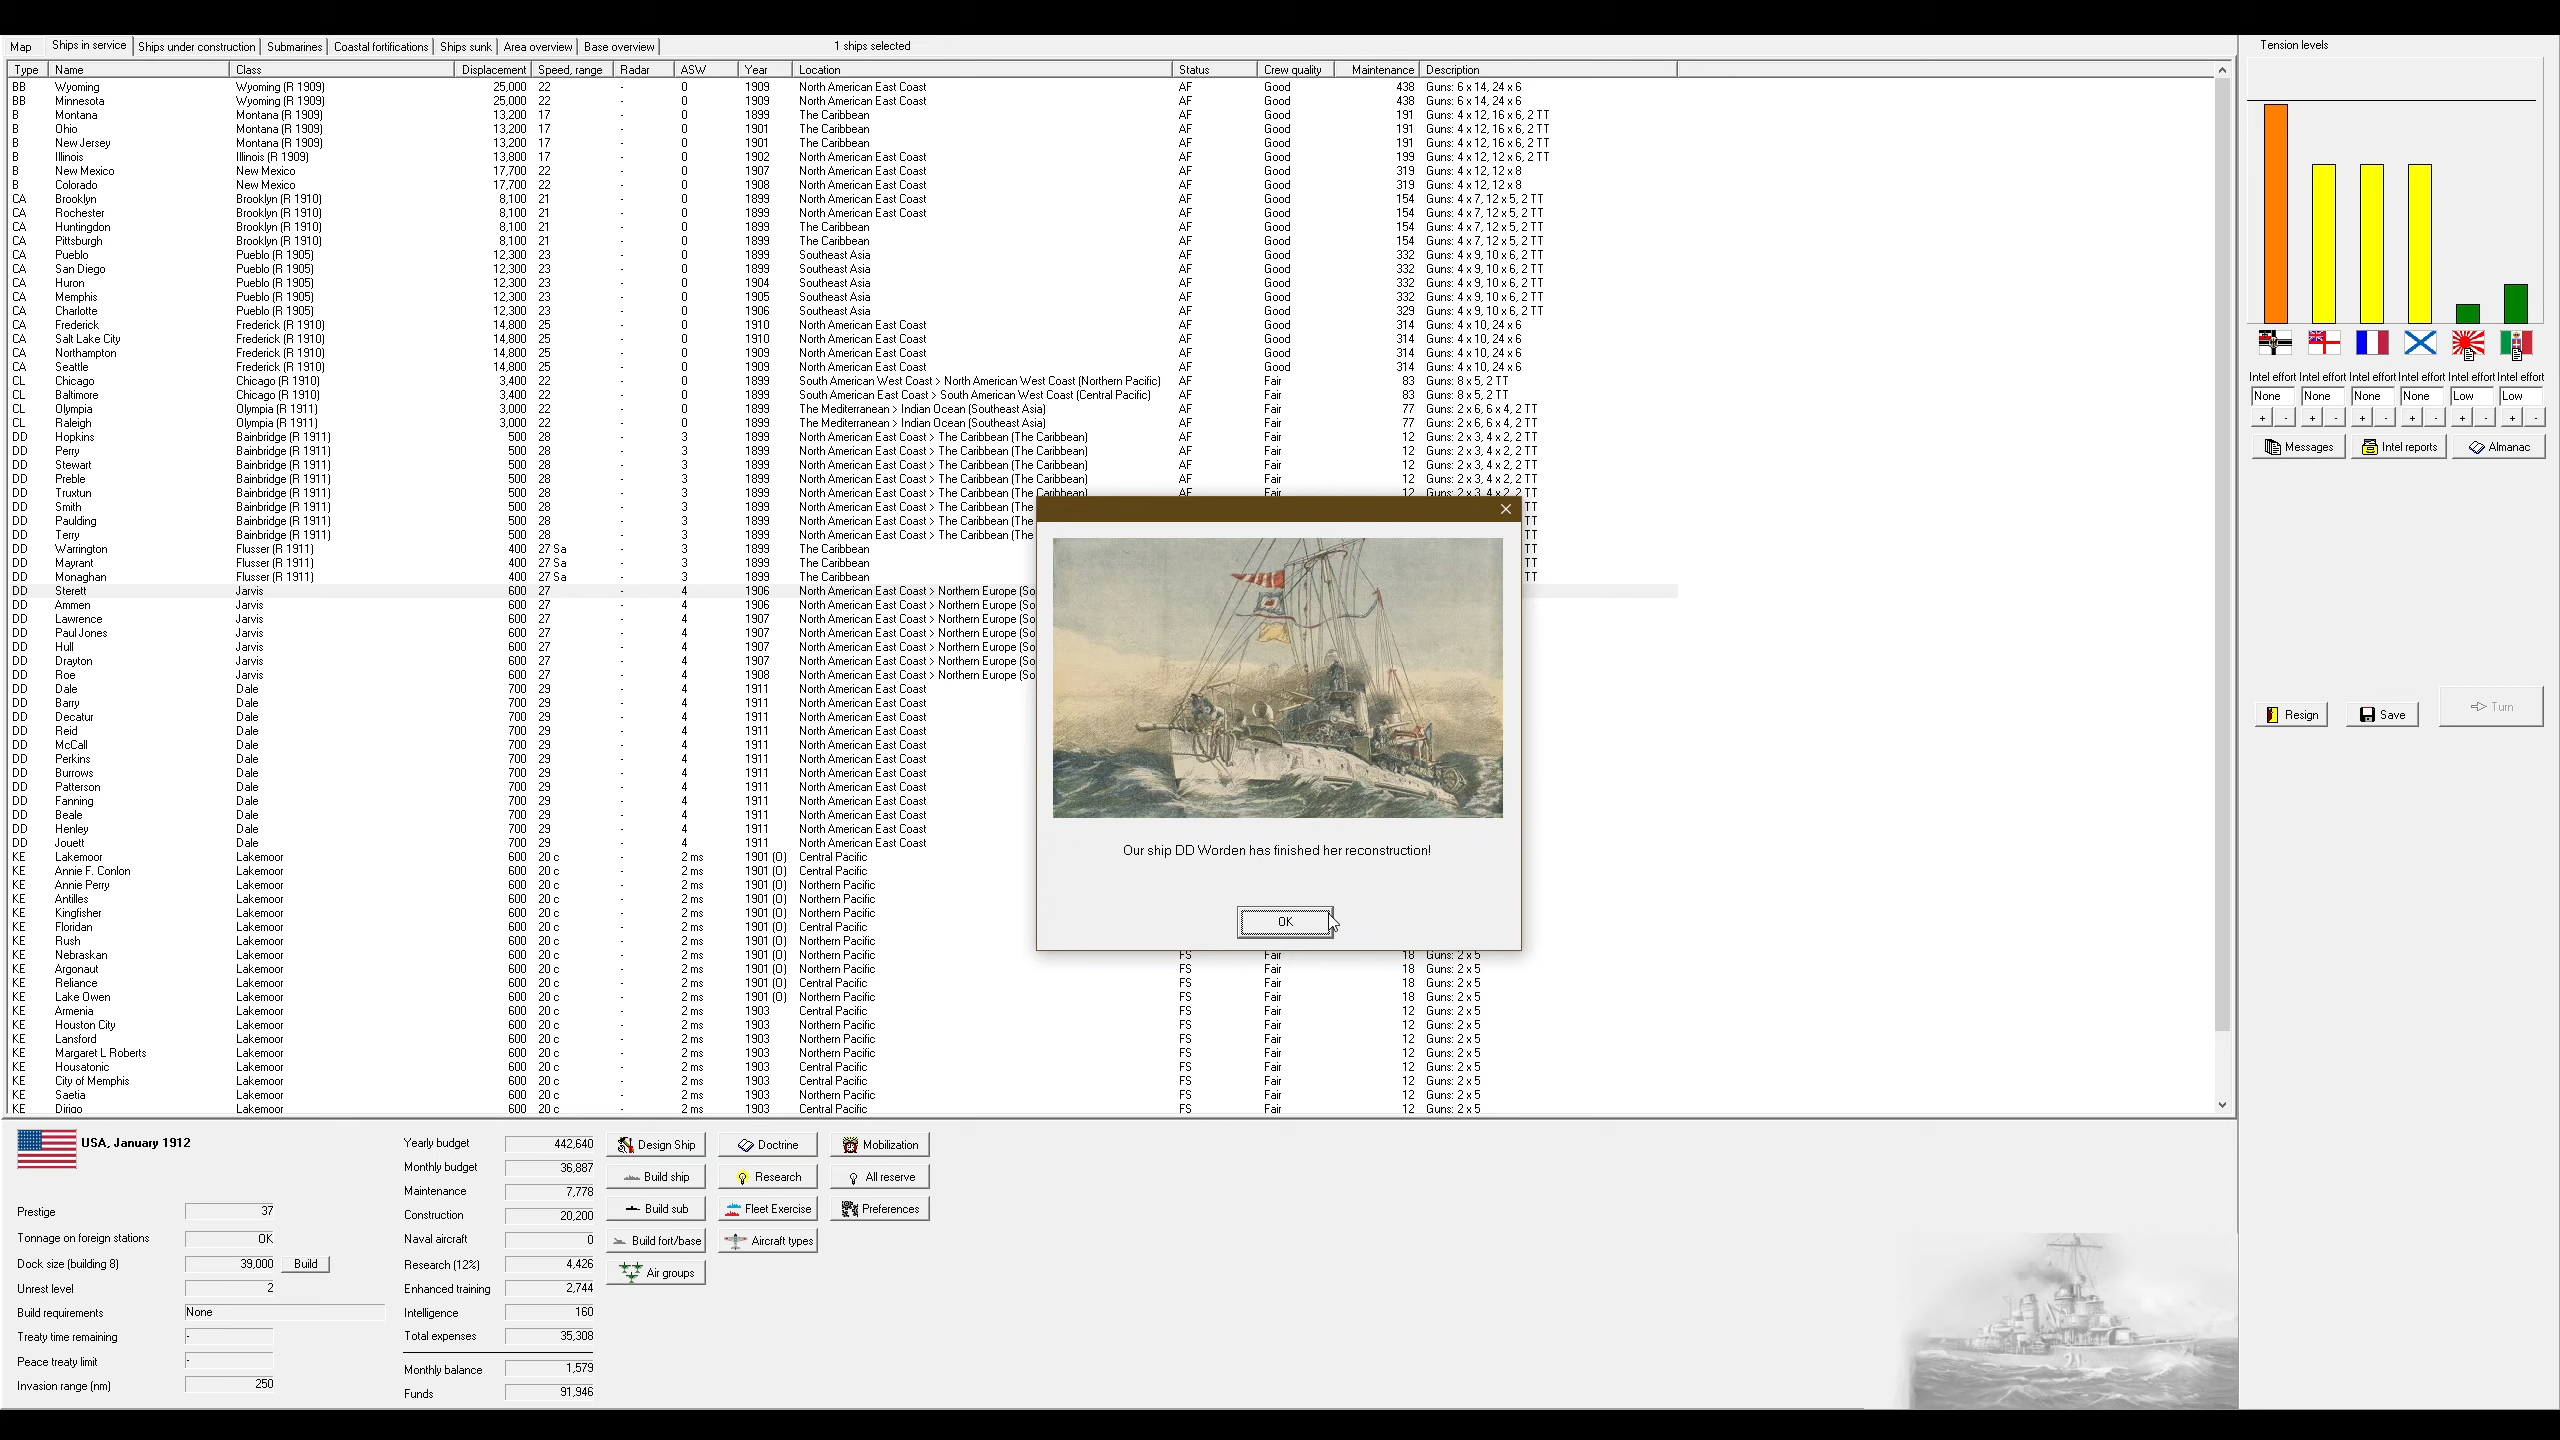 Map Ships in service Ships under construction Submarines Coastal fortifications Ships sunk Area overview Base overview 1 ships selected Tension levels
Type Name Class Displacement Speed, range Radar ASW Year Location Status Crew quality Maintenance Description
BB Wyoming Wyoming (R 1909) 25,000 22 - 0 1909 North American East Coast AF Good 438 Guns: 6 x 14, 24 x 6
BB Minnesota Wyoming (R 1909) 25,000 22 - 0 1909 North American East Coast AF Good 438 Guns: 6 x 14, 24 x 6
B Montana Montana (R 1909) 13,200 17 - 0 1899 The Caribbean AF Good 191 Guns: 4 x 12, 16 x 6, 2 TT
B Ohio Montana (R 1909) 13,200 17 - 0 1901 The Caribbean AF Good 191 Guns: 4 x 12, 16 x 6, 2 TT
B New Jersey Montana (R 1909) 13,200 17 - 0 1901 The Caribbean AF Good 191 Guns: 4 x 12, 16 x 6, 2 TT
B Illinois Illinois (R 1909) 13,800 17 - 0 1902 North American East Coast AF Good 199 Guns: 4 x 12, 12 x 6, 2 TT
B New Mexico New Mexico 17,700 22 - 0 1907 North American East Coast AF Good 319 Guns: 4 x 12, 12 x 8
B Colorado New Mexico 17,700 22 - 0 1908 North American East Coast AF Good 319 Guns: 4 x 12, 12 x 8
CA Brooklyn Brooklyn (R 1910) 8,100 21 - 0 1899 North American East Coast AF Good 154 Guns: 4 x 7, 12 x 5, 2 TT
CA Rochester Brooklyn (R 1910) 8,100 21 - 0 1899 North American East Coast AF Good 154 Guns: 4 x 7, 12 x 5, 2 TT
CA Huntingdon Brooklyn (R 1910) 8,100 21 - 0 1899 The Caribbean AF Good 154 Guns: 4 x 7, 12 x 5, 2 TT
CA Pittsburgh Brooklyn (R 1910) 8,100 21 - 0 1899 The Caribbean AF Good 154 Guns: 4 x 7, 12 x 5, 2 TT
CA Pueblo Pueblo (R 1905) 12,300 23 - 0 1899 Southeast Asia AF Good 332 Guns: 4 x 9, 10 x 6, 2 TT
CA San Diego Pueblo (R 1905) 12,300 23 - 0 1899 Southeast Asia AF Good 332 Guns: 4 x 9, 10 x 6, 2 TT
CA Huron Pueblo (R 1905) 12,300 23 - 0 1904 Southeast Asia AF Good 332 Guns: 4 x 9, 10 x 6, 2 TT
CA Memphis Pueblo (R 1905) 12,300 23 - 0 1905 Southeast Asia AF Good 332 Guns: 4 x 9, 10 x 6, 2 TT
CA Charlotte Pueblo (R 1905) 12,300 23 - 0 1906 Southeast Asia AF Good 329 Guns: 4 x 9, 10 x 6, 2 TT
CA Frederick Frederick (R 1910) 14,800 25 - 0 1910 North American East Coast AF Good 314 Guns: 4 x 10, 24 x 6
CA Salt Lake City Frederick (R 1910) 14,800 25 - 0 1910 North American East Coast AF Good 314 Guns: 4 x 10, 24 x 6
CA Northampton Frederick (R 1910) 14,800 25 - 0 1909 North American East Coast AF Good 314 Guns: 4 x 10, 24 x 6
CA Seattle Frederick (R 1910) 14,800 25 - 0 1909 North American East Coast AF Good 314 Guns: 4 x 10, 24 x 6
CL Chicago Chicago (R 1910) 3,400 22 - 0 1899 South American West Coast > North American West Coast (Northern Pacific) AF Fair 83 Guns: 8 x 5, 2 TT
CL Baltimore Chicago (R 1910) 3,400 22 - 0 1899 South American East Coast > South American West Coast (Central Pacific) AF Fair 83 Guns: 8 x 5, 2 TT
CL Olympia Olympia (R 1911) 3,000 22 - 0 1899 The Mediterranean > Indian Ocean (Southeast Asia) AF Fair 77 Guns: 2 x 6, 6 x 4, 2 TT
CL Raleigh Olympia (R 1911) 3,000 22 - 0 1899 The Mediterranean > Indian Ocean (Southeast Asia) AF Fair 77 Guns: 2 x 6, 6 x 4, 2 TT
DD Hopkins Bainbridge (R 1911) 500 28 - 3 1899 North American East Coast > The Caribbean (The Caribbean) AF Fair 12 Guns: 2 x 3, 4 x 2, 2 TT
DD Perry Bainbridge (R 1911) 500 28 - 3 1899 North American East Coast > The Caribbean (The Caribbean) AF Fair 12 Guns: 2 x 3, 4 x 2, 2 TT
DD Stewart Bainbridge (R 1911) 500 28 - 3 1899 North American East Coast > The Caribbean (The Caribbean) AF Fair 12 Guns: 2 x 3, 4 x 2, 2 TT
DD Preble Bainbridge (R 1911) 500 28 - 3 1899 North American East Coast > The Caribbean (The Caribbean) AF Fair 12 Guns: 2 x 3, 4 x 2, 2 TT
DD Truxtun Bainbridge (R 1911) 500 28 - 3 1899 North American East Coast > The Caribbean (The Caribbean) AF Fair 12 Guns: 2 x 3, 4 x 2, 2 TT
DD Smith Bainbridge (R 1911) 500 28 - 3 1899 North American East Coast > The Caribbean (The TT
DD Paulding Bainbridge (R 1911) 500 28 - 3 1899 North American East Coast > The Caribbean (The TT
DD Terry Bainbridge (R 1911) 500 28 - 3 1899 North American East Coast > The Caribbean (The TT
DD Warrington Flusser (R 1911) 400 27 Sa - 3 1899 The Caribbean TT
DD Mayrant Flusser (R 1911) 400 27 Sa - 3 1899 The Caribbean TT
DD Monaghan Flusser (R 1911) 400 27 Sa - 3 1899 The Caribbean TT
DD Sterett Jarvis 600 27 - 4 1906 North American East Coast > Northern Europe (So
DD Ammen Jarvis 600 27 - 4 1906 North American East Coast > Northern Europe (So
DD Lawrence Jarvis 600 27 - 4 1907 North American East Coast > Northern Europe (So
DD Paul Jones Jarvis 600 27 - 4 1907 North American East Coast > Northern Europe (So
DD Hull Jarvis 600 27 - 4 1907 North American East Coast > Northern Europe (So
DD Drayton Jarvis 600 27 - 4 1907 North American East Coast > Northern Europe (So
DD Roe Jarvis 600 27 - 4 1908 North American East Coast > Northern Europe (So
DD Dale Dale 700 29 - 4 1911 North American East Coast
DD Barry Dale 700 29 - 4 1911 North American East Coast
DD Decatur Dale 700 29 - 4 1911 North American East Coast
DD Reid Dale 700 29 - 4 1911 North American East Coast
DD McCall Dale 700 29 - 4 1911 North American East Coast
DD Perkins Dale 700 29 - 4 1911 North American East Coast
DD Burrows Dale 700 29 - 4 1911 North American East Coast
DD Patterson Dale 700 29 - 4 1911 North American East Coast
DD Fanning Dale 700 29 - 4 1911 North American East Coast
DD Beale Dale 700 29 - 4 1911 North American East Coast
DD Henley Dale 700 29 - 4 1911 North American East Coast
DD Jouett Dale 700 29 - 4 1911 North American East Coast
KE Lakemoor Lakemoor 600 20 c - 2 ms 1901 (O) Central Pacific
KE Annie F. Conlon Lakemoor 600 20 c - 2 ms 1901 (O) Central Pacific
KE Annie Perry Lakemoor 600 20 c - 2 ms 1901 (O) Northern Pacific
KE Antilles Lakemoor 600 20 c - 2 ms 1901 (O) Northern Pacific
KE Kingfisher Lakemoor 600 20 c - 2 ms 1901 (O) Northern Pacific
KE Floridan Lakemoor 600 20 c - 2 ms 1901 (O) Central Pacific
KE Rush Lakemoor 600 20 c - 2 ms 1901 (O) Northern Pacific
KE Nebraskan Lakemoor 600 20 c - 2 ms 1901 (O) Northern Pacific FS Fair 18 Guns: 2 x 5
KE Argonaut Lakemoor 600 20 c - 2 ms 1901 (O) Northern Pacific FS Fair 18 Guns: 2 x 5
KE Reliance Lakemoor 600 20 c - 2 ms 1901 (O) Central Pacific FS Fair 18 Guns: 2 x 5
KE Lake Owen Lakemoor 600 20 c - 2 ms 1901 (O) Northern Pacific FS Fair 18 Guns: 2 x 5
KE Armenia Lakemoor 600 20 c - 2 ms 1903 Central Pacific FS Fair 12 Guns: 2 x 5
KE Houston City Lakemoor 600 20 c - 2 ms 1903 Northern Pacific FS Fair 12 Guns: 2 x 5
KE Lansford Lakemoor 600 20 c - 2 ms 1903 Northern Pacific FS Fair 12 Guns: 2 x 5
KE Margaret L Roberts Lakemoor 600 20 c - 2 ms 1903 Northern Pacific FS Fair 12 Guns: 2 x 5
KE Housatonic Lakemoor 600 20 c - 2 ms 1903 Central Pacific FS Fair 12 Guns: 2 x 5
KE City of Memphis Lakemoor 600 20 c - 2 ms 1903 Central Pacific FS Fair 12 Guns: 2 x 5
KE Saetia Lakemoor 600 20 c - 2 ms 1903 Northern Pacific FS Fair 12 Guns: 2 x 5
KE Dirigo Lakemoor 600 20 c - 2 ms 1903 Central Pacific FS Fair 12 Guns: 2 x 5
Our ship DD Worden has finished her reconstruction!
OK
Intel effort Intel effort Intel effort Intel effort Intel effort Intel effort
None None None None Low Low
+ - + - + - + - + - + -
Messages Intel reports Almanac
Resign Save Turn
USA, January 1912
Prestige 37
Tonnage on foreign stations OK
Dock size (building 8) 39,000 Build
Unrest level 2
Build requirements None
Treaty time remaining -
Peace treaty limit -
Invasion range (nm) 250
Yearly budget 442,640
Monthly budget 36,887
Maintenance 7,778
Construction 20,200
Naval aircraft 0
Research (12%) 4,426
Enhanced training 2,744
Intelligence 160
Total expenses 35,308
Monthly balance 1,579
Funds 91,946
Design Ship Doctrine Mobilization
Build ship Research All reserve
Build sub Fleet Exercise Preferences
Build fort/base Aircraft types
Air groups